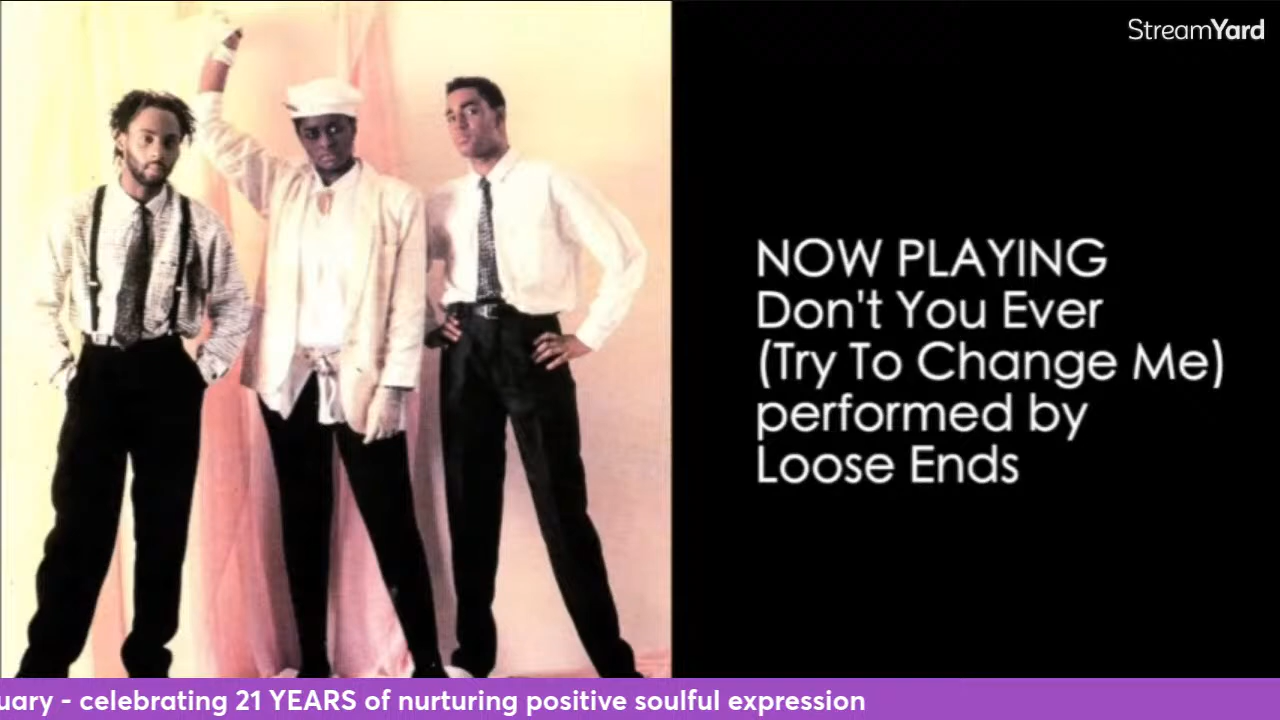 StreamYard
NOW PLAYING
Don't You Ever
(Try To Change Me)
performed by
Loose Ends
uary - celebrating 21 YEARS of nurturing positive soulful expression